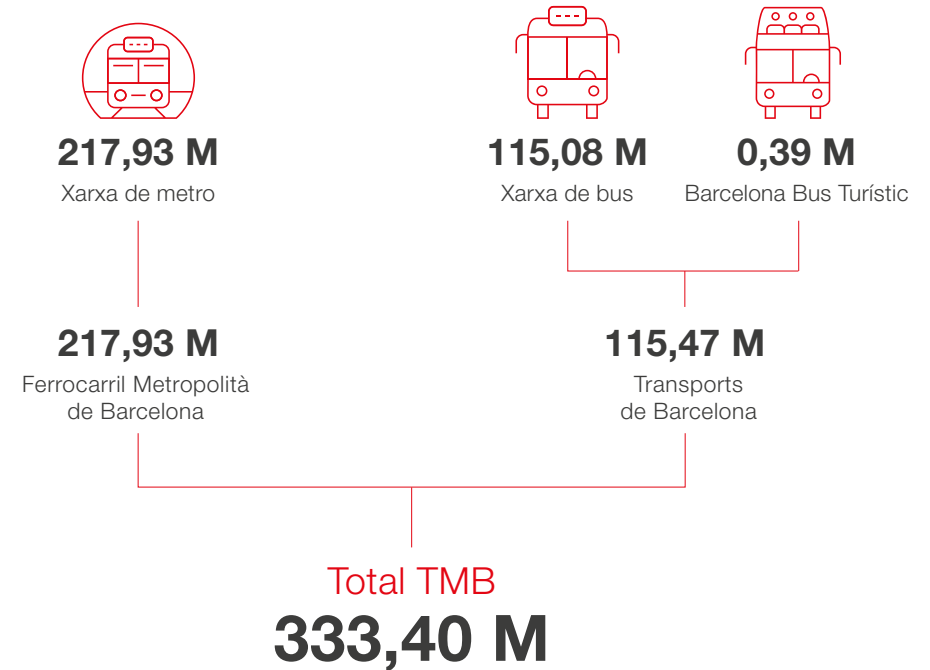 217,93 M
Xarxa de metro
115,08 M
Xarxa de bus
0,39 M
Barcelona Bus Turístic
217,93 M
Ferrocarril Metropolità
de Barcelona
115,47 M
Transports
de Barcelona
Total TMB
333,40 M